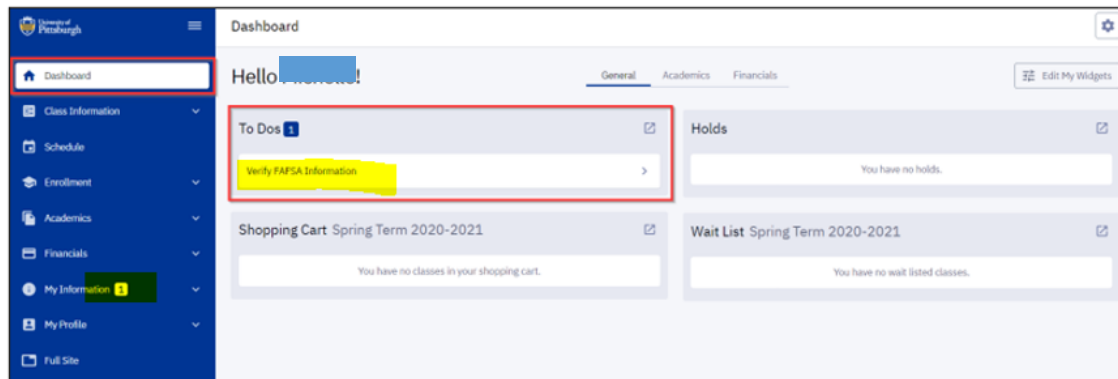 University of
Pittsburgh
Dashboard
Dashboard
Class Information
Schedule
Enrollment
Academics
Financials
My Information 1
My Profile
Full Site
Hello !
General Academics Financials
Edit My Widgets
To Dos 1
Verify FAFSA Information
Holds
You have no holds.
Shopping Cart Spring Term 2020-2021
You have no classes in your shopping cart.
Wait List Spring Term 2020-2021
You have no wait listed classes.